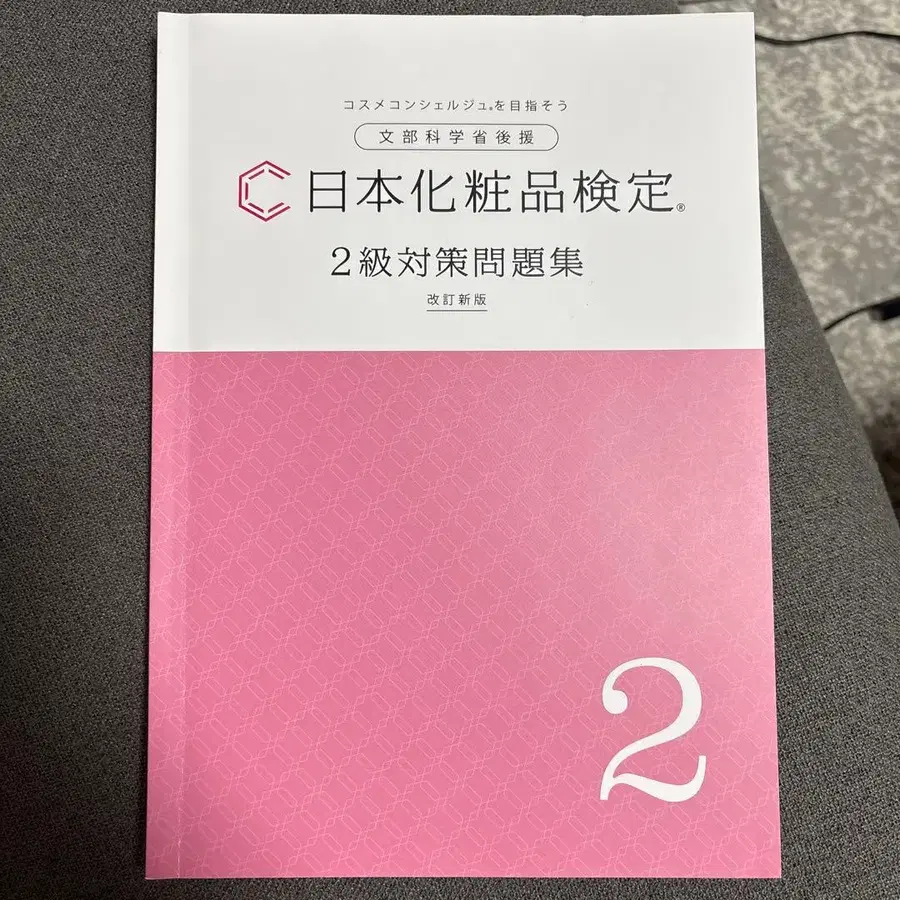 コスメコンシェルジュ®を目指そう
文部科学省後援
日本化粧品検定®
2級対策問題集
改訂新版
2